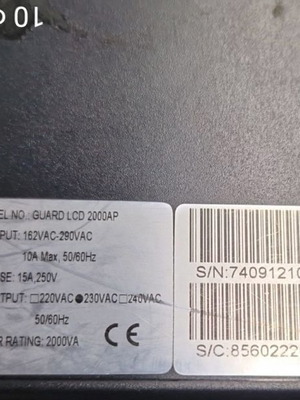 EL NO : GUARD LCD 2000AP
PUT: 162VAC-290VAC
10A Max, 50/60Hz
SE: 15A,250V
TPUT: □220VAC ●230VAC □240VAC
50/60Hz
R RATING: 2000VA
CE
S/N:74091210
S/C:8560222